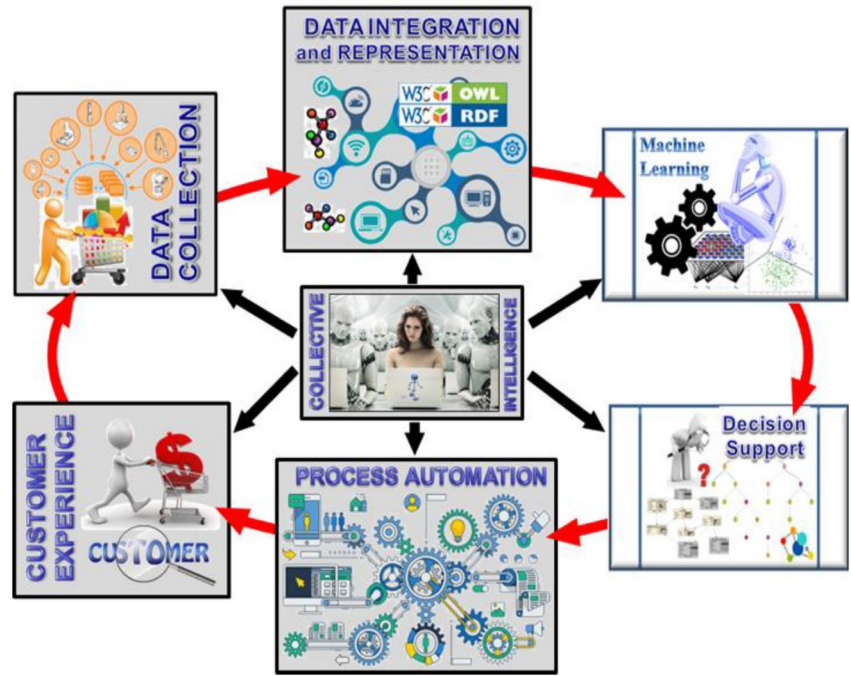 DATA INTEGRATION
and REPRESENTATION
W3C OWL
W3C RDF
DATA
COLLECTION
Machine
Learning
COLLECTIVE
INTELLIGENCE
CUSTOMER
EXPERIENCE
$
CUSTOMER
PROCESS AUTOMATION
Decision
Support
?